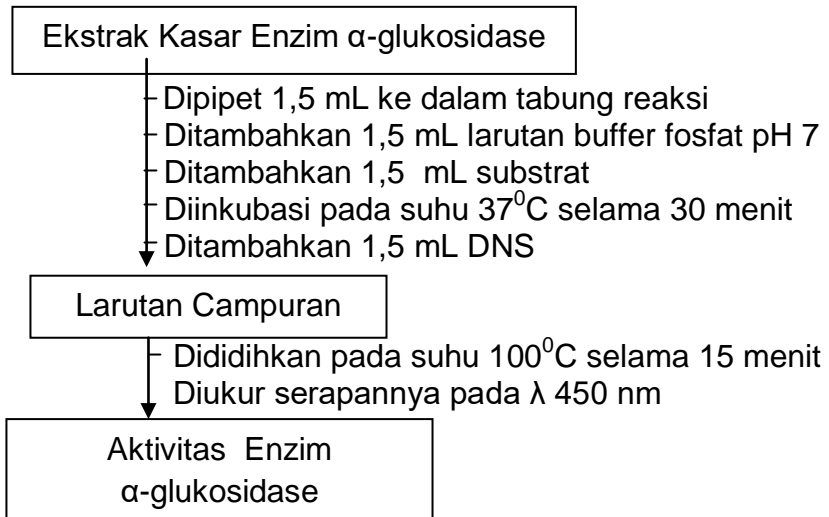 Ekstrak Kasar Enzim α-glukosidase
- Dipipet 1,5 mL ke dalam tabung reaksi
- Ditambahkan 1,5 mL larutan buffer fosfat pH 7
- Ditambahkan 1,5 mL substrat
- Diinkubasi pada suhu 37⁰C selama 30 menit
- Ditambahkan 1,5 mL DNS
Larutan Campuran
- Dididihkan pada suhu 100⁰C selama 15 menit
Diukur serapannya pada λ 450 nm
Aktivitas Enzim
α-glukosidase